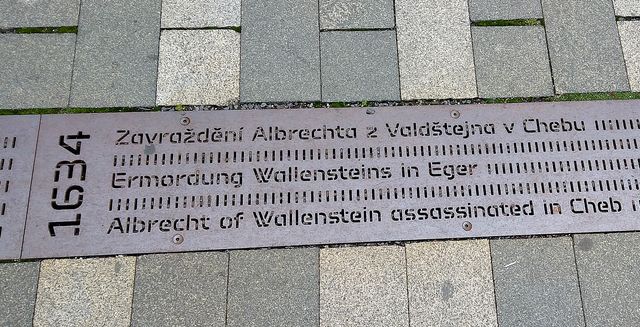 1634
Zavraždění Albrechta z Valdštejna v Chebu
Ermordung Wallensteins in Eger
Albrecht of Wallenstein assassinated in Cheb